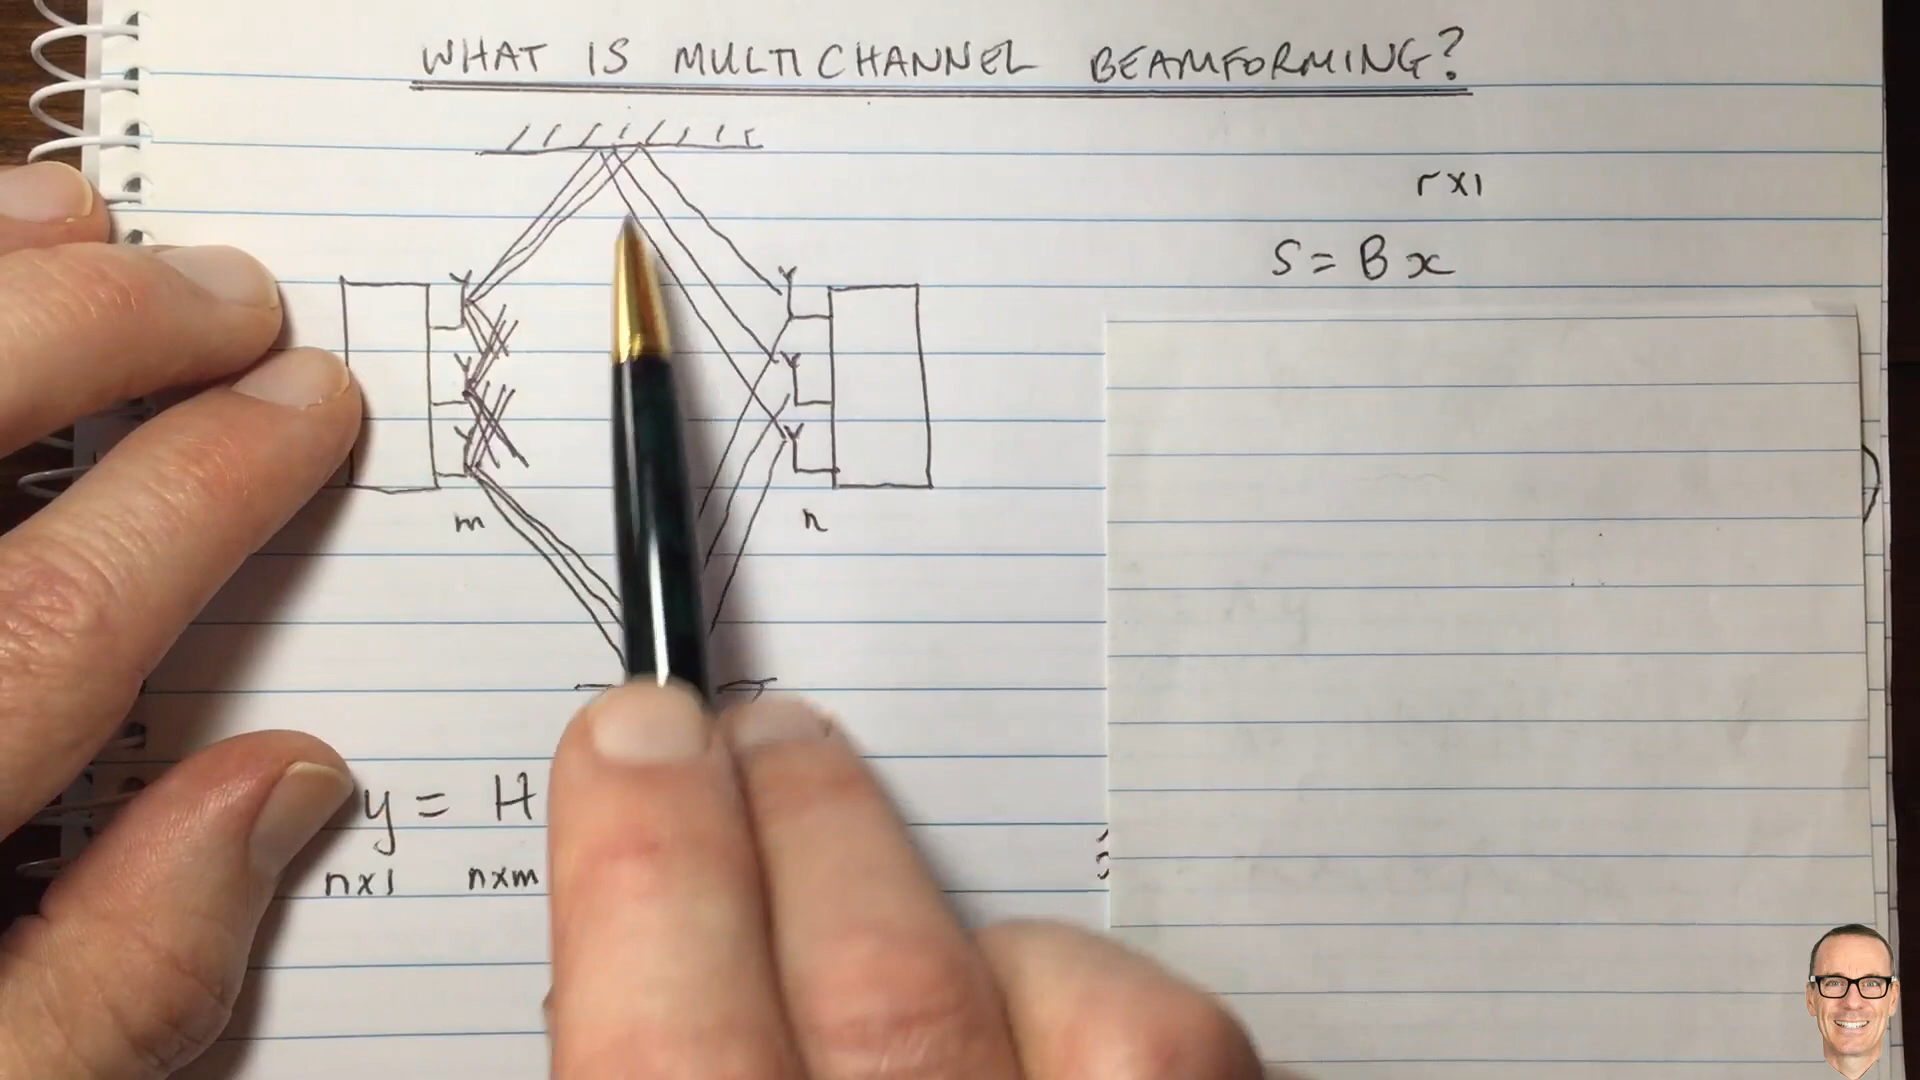 WHAT IS MULTICHANNEL BEAMFORMING?
r x 1
s = B x
m
n
y = H
n x 1 n x m